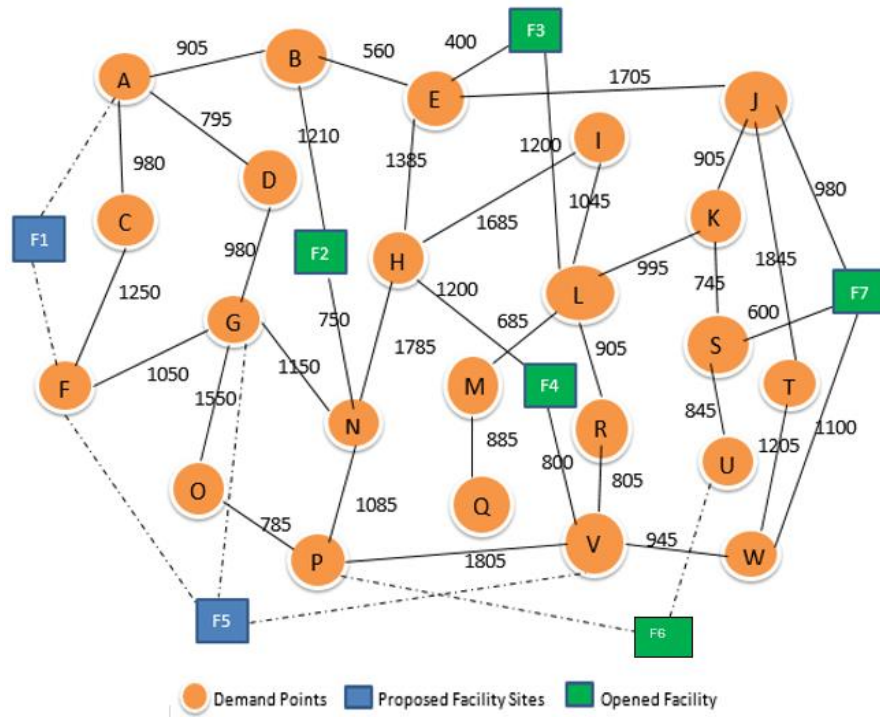 F3
905
B
560
400
A
E
1705
J
795
1210
1200
I
980
D
1385
905
980
C
1685
1045
K
F1
980
F2
H
1845
1250
1200
L
995
745
F7
G
750
685
600
1785
S
F
1050
1150
M
F4
905
T
1550
N
R
845
1100
885
800
U
1205
O
1085
Q
805
785
V
945
W
P
1805
F5
F6
Demand Points Proposed Facility Sites Opened Facility